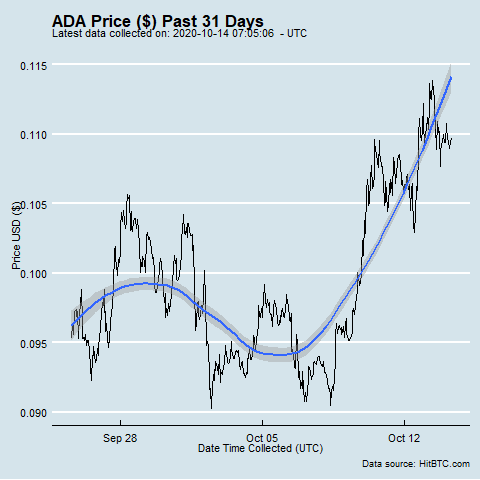 ADA Price ($) Past 31 Days
Latest data collected on: 2020-10-14 07:05:06 - UTC
0.115
0.110
0.105
0.100
0.095
0.090
Price USD ($)
Sep 28
Oct 05
Oct 12
Date Time Collected (UTC)
Data source: HitBTC.com